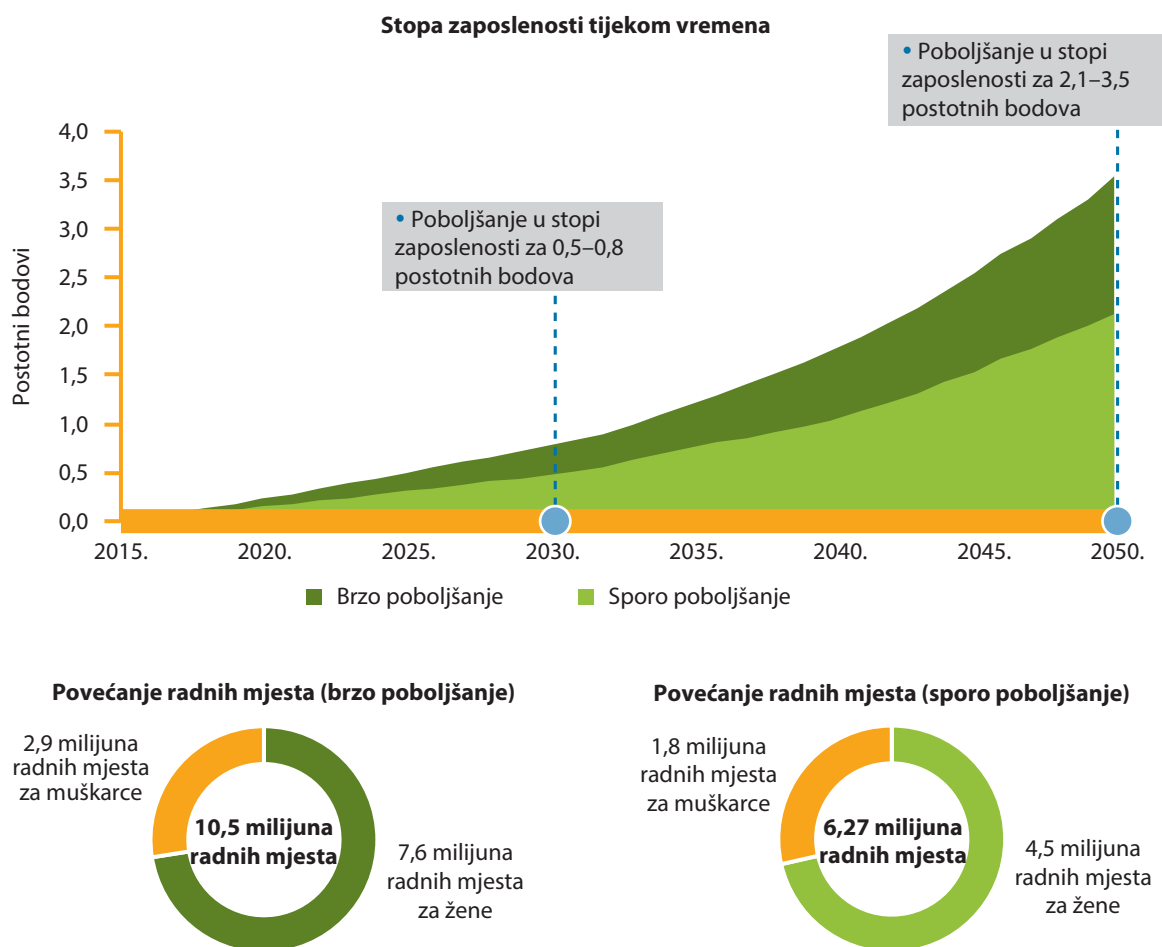 Stopa zaposlenosti tijekom vremena
• Poboljšanje u stopi
zaposlenosti za 2,1–3,5
postotnih bodova
• Poboljšanje u stopi
zaposlenosti za 0,5–0,8
postotnih bodova
Postotni bodovi
4,0
3,5
3,0
2,5
2,0
1,5
1,0
0,5
0,0
2015. 2020. 2025. 2030. 2035. 2040. 2045. 2050.
Brzo poboljšanje Sporo poboljšanje
Povećanje radnih mjesta (brzo poboljšanje)
2,9 milijuna
radnih mjesta
za muškarce
10,5 milijuna
radnih mjesta
7,6 milijuna
radnih mjesta
za žene
Povećanje radnih mjesta (sporo poboljšanje)
1,8 milijuna
radnih mjesta
za muškarce
6,27 milijuna
radnih mjesta
4,5 milijuna
radnih mjesta
za žene